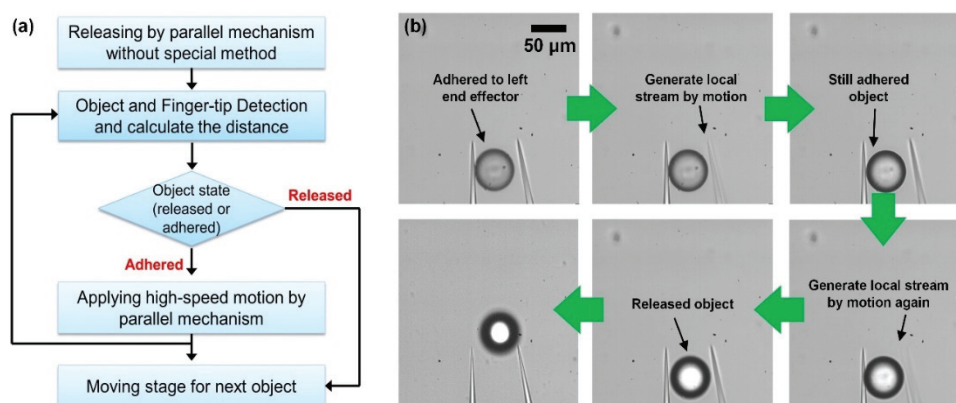 (a)
Releasing by parallel mechanism
without special method
Object and Finger-tip Detection
and calculate the distance
Object state
(released or
adhered)
Released
Adhered
Applying high-speed motion by
parallel mechanism
Moving stage for next object
(b)
50 µm
Adhered to left
end effector
Generate local
stream by motion
Still adhered
object
Generate local stream
by motion again
Released object